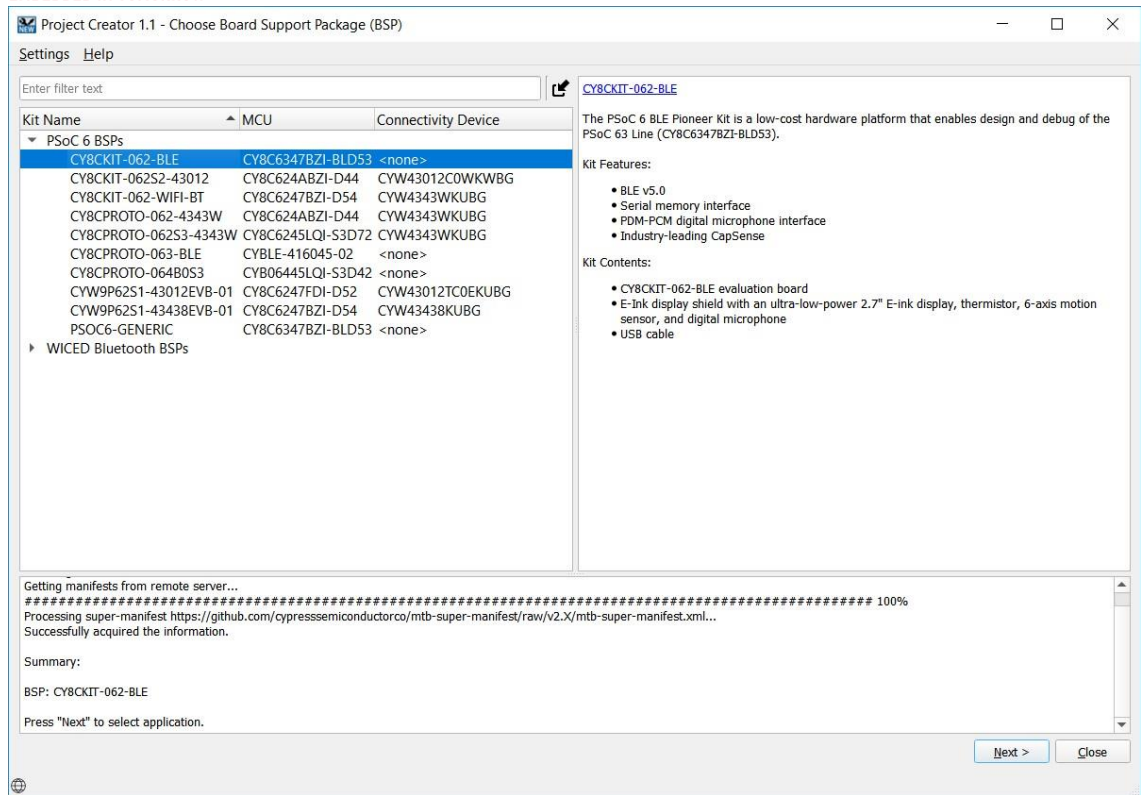 Project Creator 1.1 - Choose Board Support Package (BSP)
Settings Help
Enter filter text
Kit Name MCU Connectivity Device
PSoC 6 BSPs
CY8CKIT-062-BLE CY8C6347BZI-BLD53 <none>
CY8CKIT-062S2-43012 CY8C624ABZI-D44 CYW43012C0WKWBG
CY8CKIT-062-WIFI-BT CY8C6247BZI-D54 CYW4343WKUBG
CY8CPROTO-062-4343W CY8C624ABZI-D44 CYW4343WKUBG
CY8CPROTO-062S3-4343W CY8C6245LQI-S3D72 CYW4343WKUBG
CY8CPROTO-063-BLE CYBLE-416045-02 <none>
CY8CPROTO-064B0S3 CYB06445LQI-S3D42 <none>
CYW9P62S1-43012EVB-01 CY8C6247FDI-D52 CYW43012TC0EKUBG
CYW9P62S1-43438EVB-01 CY8C6247BZI-D54 CYW43438KUBG
PSOC6-GENERIC CY8C6347BZI-BLD53 <none>
WICED Bluetooth BSPs
CY8CKIT-062-BLE
The PSoC 6 BLE Pioneer Kit is a low-cost hardware platform that enables design and debug of the
PSoC 63 Line (CY8C6347BZI-BLD53).
Kit Features:
• BLE v5.0
• Serial memory interface
• PDM-PCM digital microphone interface
• Industry-leading CapSense
Kit Contents:
• CY8CKIT-062-BLE evaluation board
• E-Ink display shield with an ultra-low-power 2.7" E-ink display, thermistor, 6-axis motion
sensor, and digital microphone
• USB cable
Getting manifests from remote server...
#################################################################################################### 100%
Processing super-manifest https://github.com/cypresssemiconductorco/mtb-super-manifest/raw/v2.X/mtb-super-manifest.xml...
Successfully acquired the information.
Summary:
BSP: CY8CKIT-062-BLE
Press "Next" to select application.
Next > Close